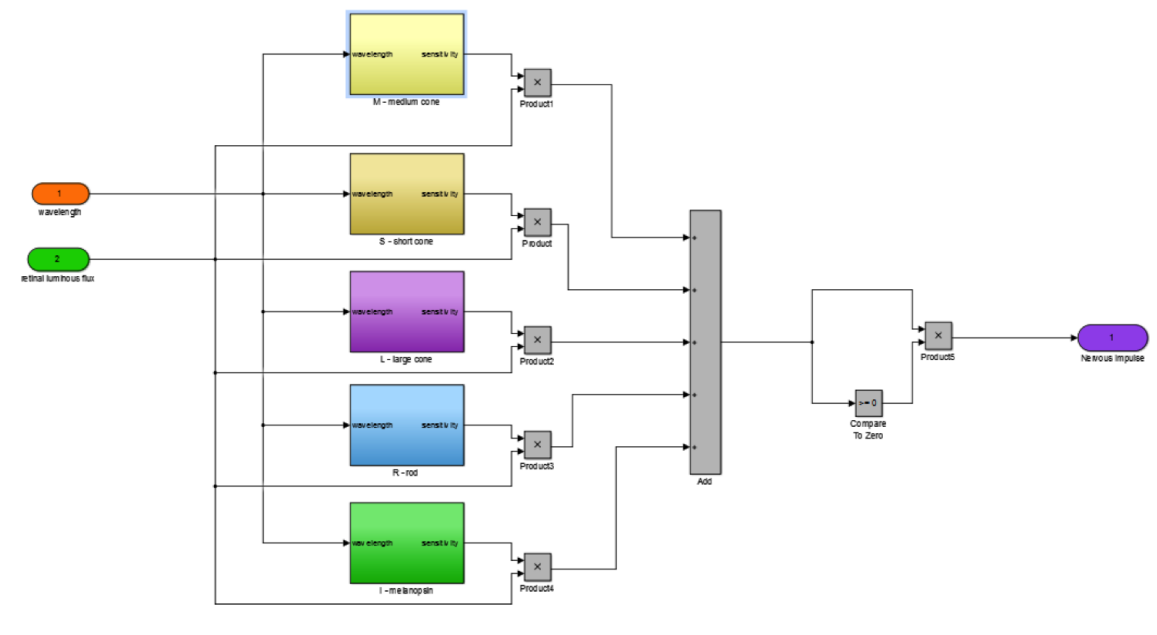 wavelength sensitivity
M - medium cone
×
Product1
1
wavelength
wavelength sensitivity
S - short cone
×
Product
2
retinal luminous flux
wavelength sensitivity
L - large cone
×
Product2
wavelength sensitivity
R - rod
×
Product3
wavelength sensitivity
I - melanopsin
×
Product4
+
+
+
+
+
Add
>= 0
Compare
To Zero
×
Product5
1
Nervous Impulse